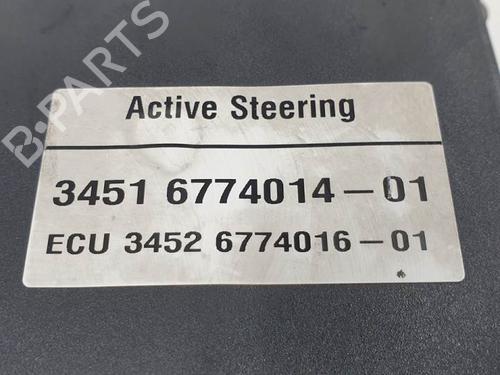 B-PARTS
Active Steering
3451 6774014-01
ECU 3452 6774016-01